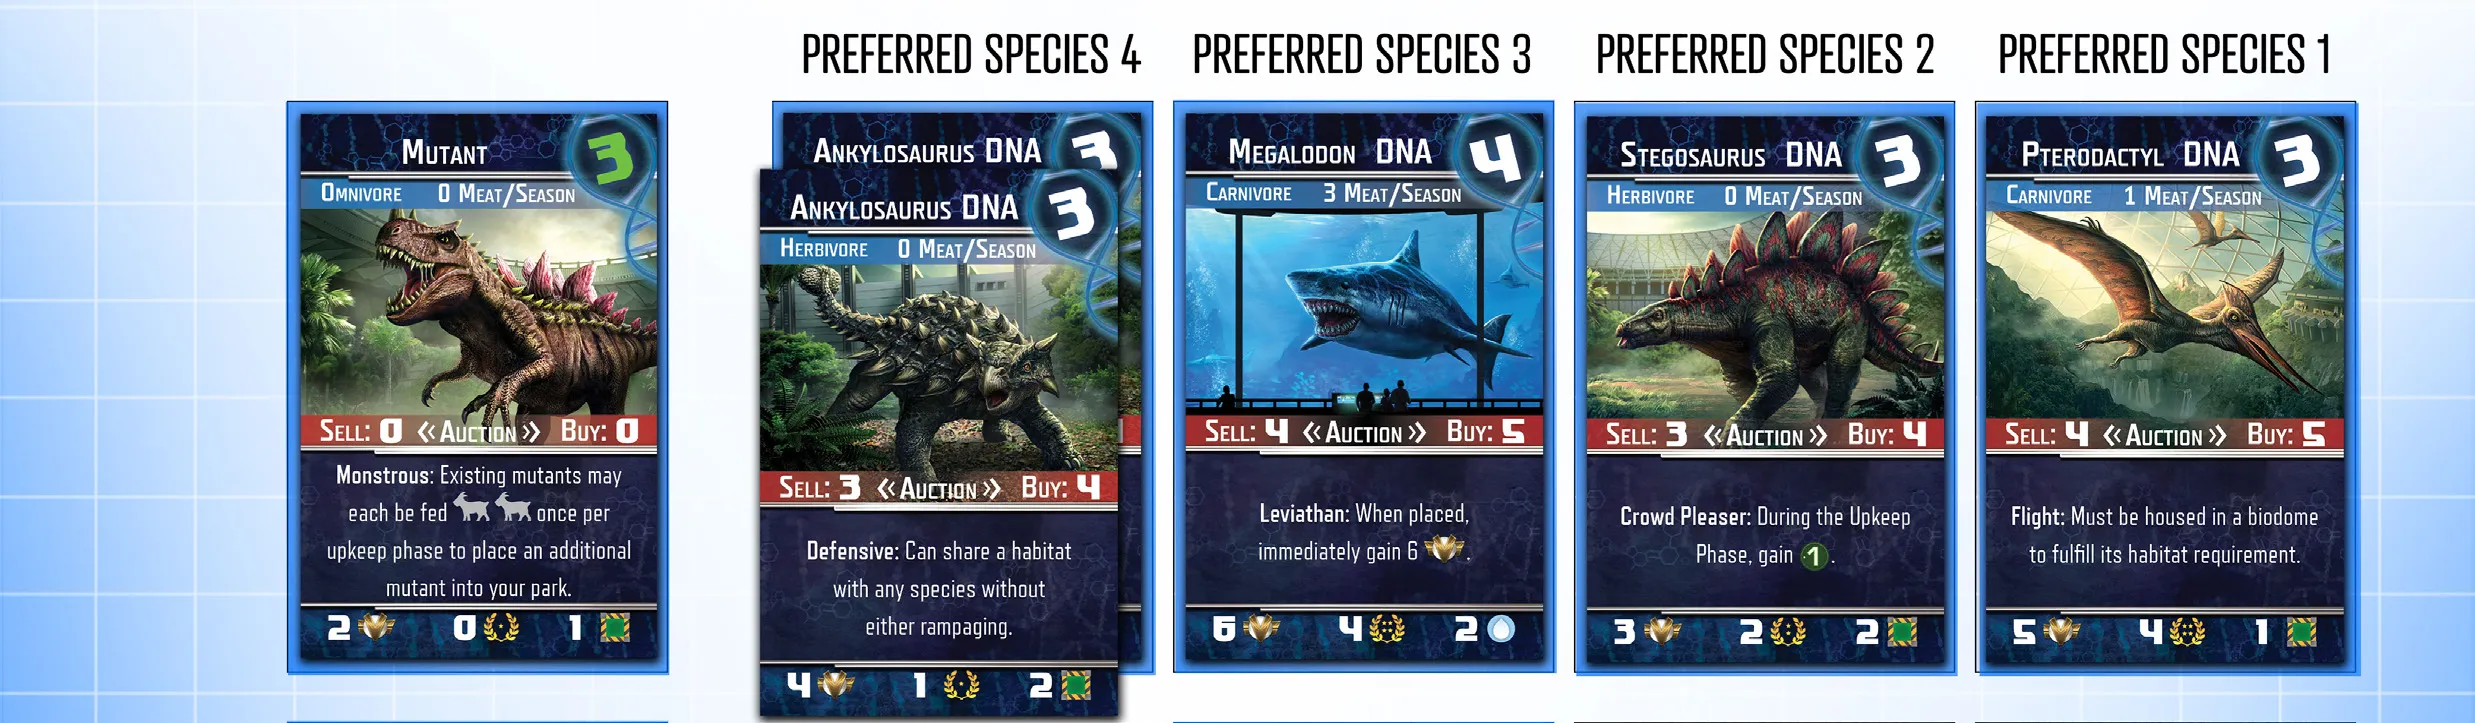 PREFERRED SPECIES 4
PREFERRED SPECIES 3
PREFERRED SPECIES 2
PREFERRED SPECIES 1
MUTANT
3
OMNIVORE 0 MEAT/SEASON
SELL: 0 «AUCTION» BUY: 0
Monstrous: Existing mutants may
each be fed once per
upkeep phase to place an additional
mutant into your park.
2 0 1
ANKYLOSAURUS DNA 3
ANKYLOSAURUS DNA 3
HERBIVORE 0 MEAT/SEASON
SELL: 3 «AUCTION» BUY: 4
Defensive: Can share a habitat
with any species without
either rampaging.
4 1 2
MEGALODON DNA 4
CARNIVORE 3 MEAT/SEASON
SELL: 4 «AUCTION» BUY: 5
Leviathan: When placed,
immediately gain 6 .
6 4 2
STEGOSAURUS DNA 3
HERBIVORE 0 MEAT/SEASON
SELL: 3 «AUCTION» BUY: 4
Crowd Pleaser: During the Upkeep
Phase, gain 1 .
3 2 2
PTERODACTYL DNA 3
CARNIVORE 1 MEAT/SEASON
SELL: 4 «AUCTION» BUY: 5
Flight: Must be housed in a biodome
to fulfill its habitat requirement.
5 4 1